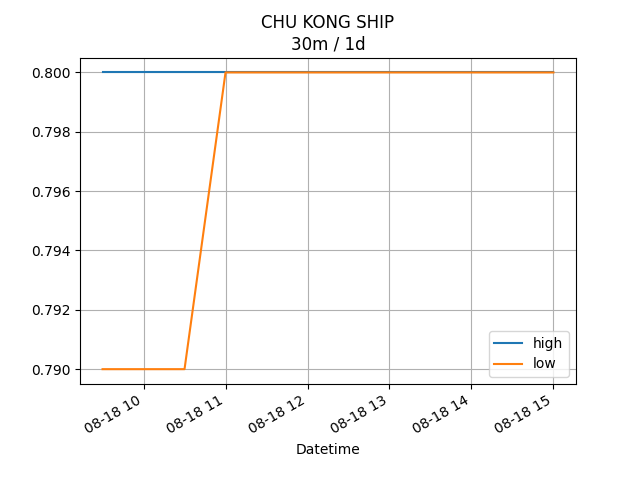 CHU KONG SHIP
30m / 1d
0.800
0.798
0.796
0.794
0.792
0.790
high
low
08-18 10
08-18 11
08-18 12
08-18 13
08-18 14
08-18 15
Datetime